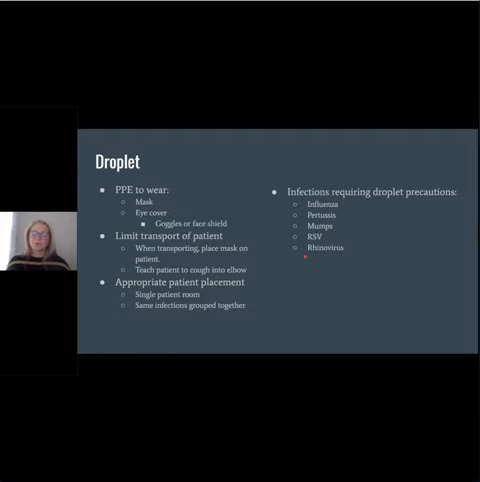 Droplet
● PPE to wear:
○ Mask
○ Eye cover
■ Goggles or face shield
● Limit transport of patient
○ When transporting, place mask on
patient.
○ Teach patient to cough into elbow
● Appropriate patient placement
○ Single patient room
○ Same infections grouped together
● Infections requiring droplet precautions:
○ Influenza
○ Pertussis
○ Mumps
○ RSV
○ Rhinovirus